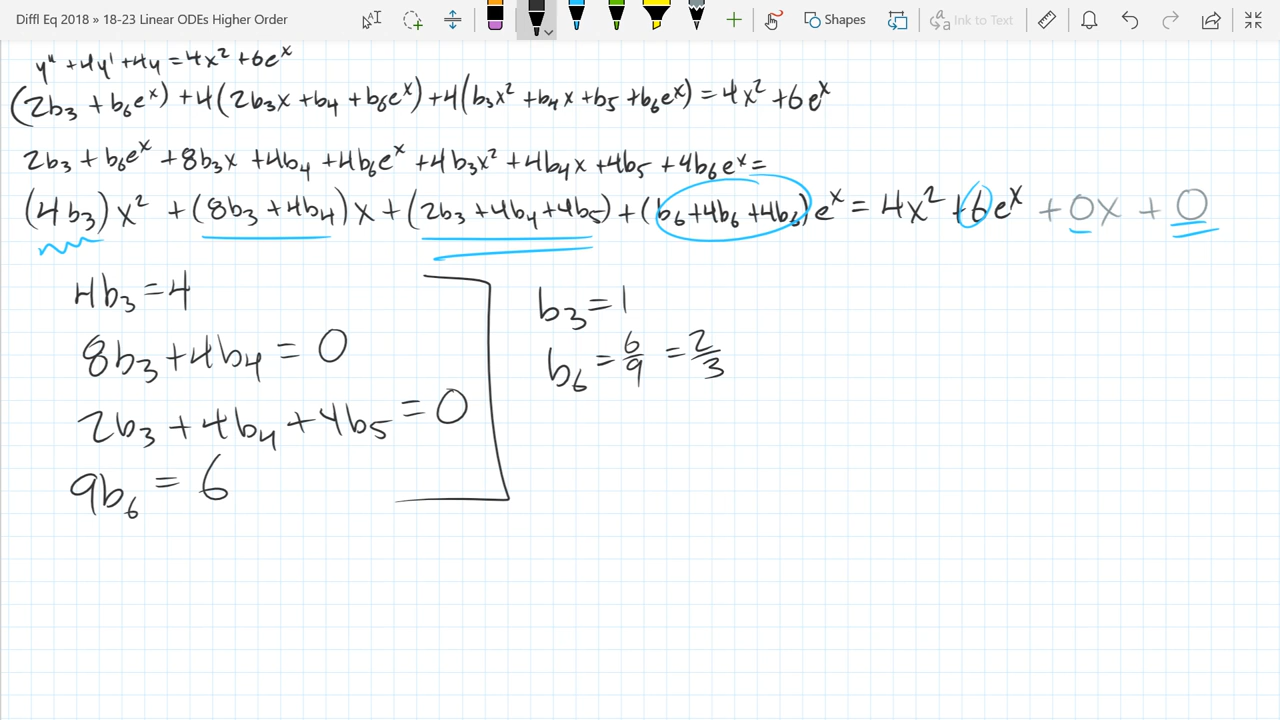 Diffl Eq 2018 » 18-23 Linear ODEs Higher Order
Shapes
Ink to Text
y'' + 4y' + 4y = 4x² + 6eˣ
(2b₃ + b₆eˣ) + 4(2b₃x + b₄ + b₆eˣ) + 4(b₃x² + b₄x + b₅ + b₆eˣ) = 4x² + 6eˣ
2b₃ + b₆eˣ + 8b₃x + 4b₄ + 4b₆eˣ + 4b₃x² + 4b₄x + 4b₅ + 4b₆eˣ =
(4b₃)x² + (8b₃ + 4b₄)x + (2b₃ + 4b₄ + 4b₅) + (b₆ + 4b₆ + 4b₆)eˣ = 4x² + 6eˣ + 0x + 0
4b₃ = 4
8b₃ + 4b₄ = 0
2b₃ + 4b₄ + 4b₅ = 0
9b₆ = 6
b₃ = 1
b₆ = 6/9 = 2/3